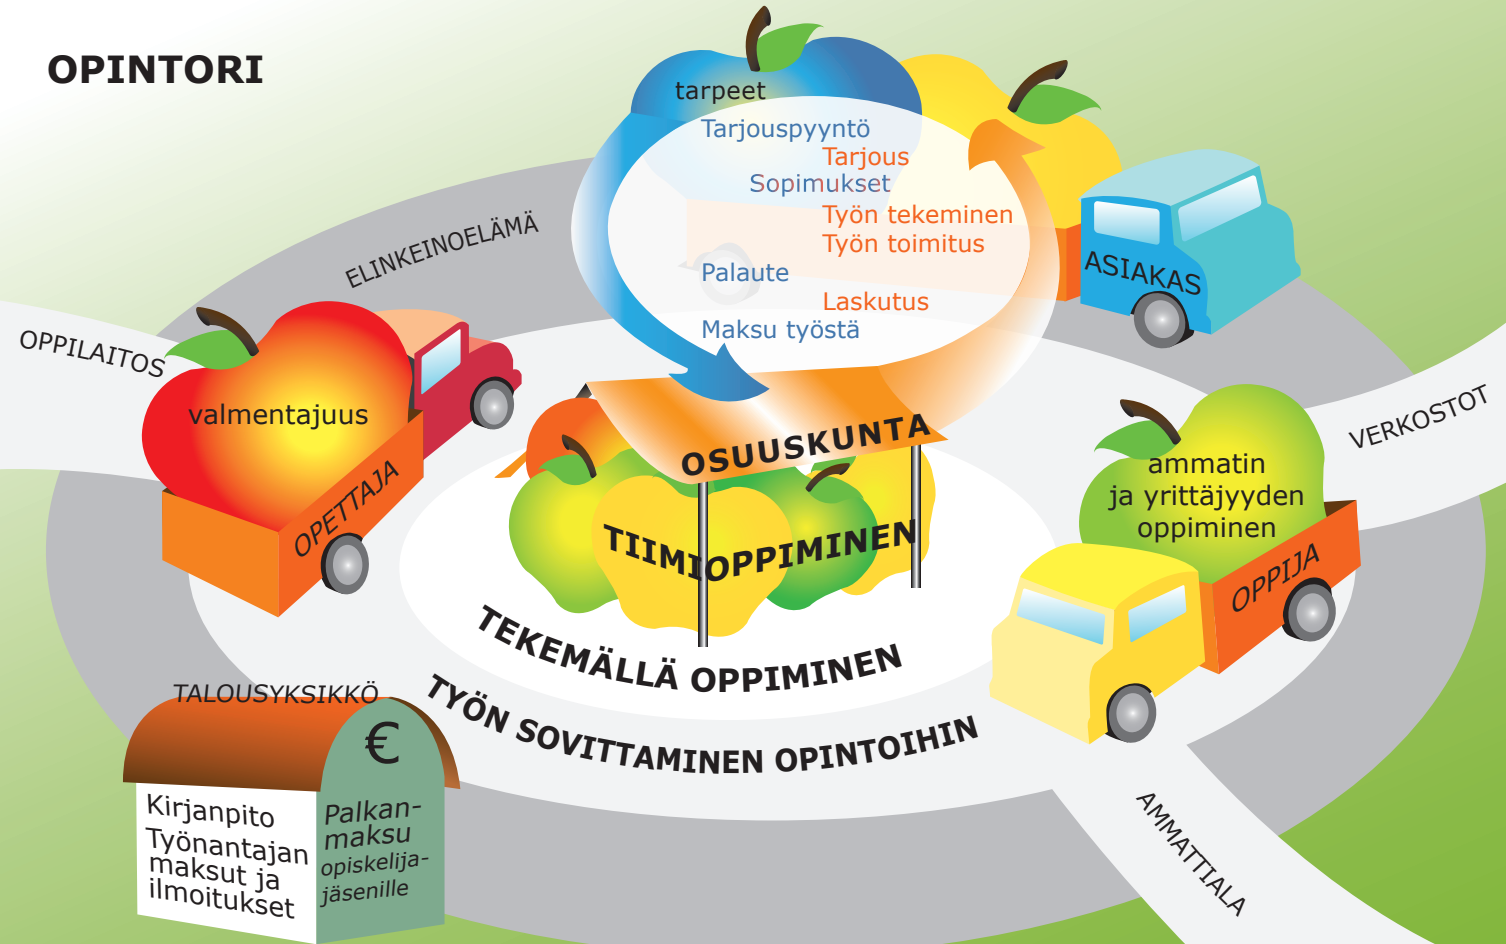 OPINTORI
tarpeet
Tarjouspyyntö
Tarjous
Sopimukset
Työn tekeminen
Työn toimitus
Palaute
Laskutus
Maksu työstä
ELINKEINOELÄMÄ
ASIAKAS
OPPILAITOS
valmentajuus
OPETTAJA
VERKOSTOT
ammatin
ja yrittäjyyden
oppiminen
OPPIJA
OSUUSKUNTA
TIIMIOPPIMINEN
TEKEMÄLLÄ OPPIMINEN
TYÖN SOVITTAMINEN OPINTOIHIN
TALOUSYKSIKKÖ
€
Kirjanpito
Työnantajan
maksut ja
ilmoitukset
Palkan-
maksu
opiskelija-
jäsenille
AMMATTIALA